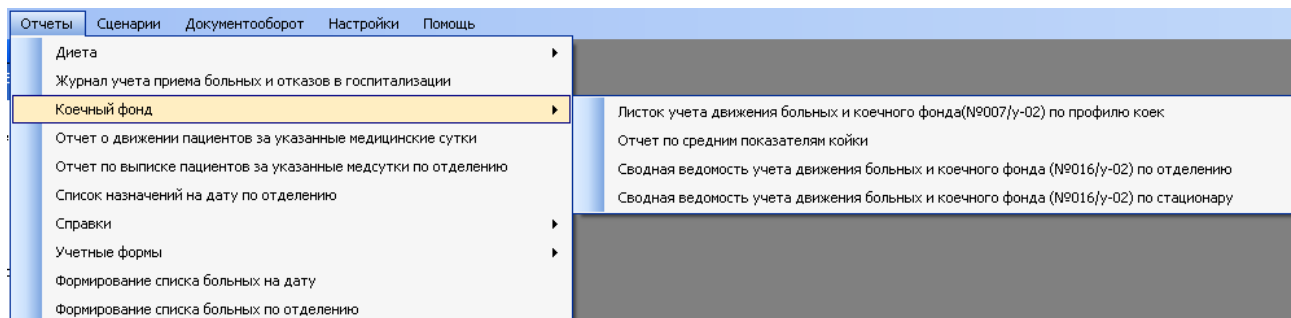 Отчеты Сценарии Документооборот Настройки Помощь
Диета
Журнал учета приема больных и отказов в госпитализации
Коечный фонд
Листок учета движения больных и коечного фонда(№007/у-02) по профилю коек
Отчет о движении пациентов за указанные медицинские сутки
Отчет по средним показателям койки
Отчет по выписке пациентов за указанные медсутки по отделению
Сводная ведомость учета движения больных и коечного фонда (№016/у-02) по отделению
Список назначений на дату по отделению
Сводная ведомость учета движения больных и коечного фонда (№016/у-02) по стационару
Справки
Учетные формы
Формирование списка больных на дату
Формирование списка больных по отделению